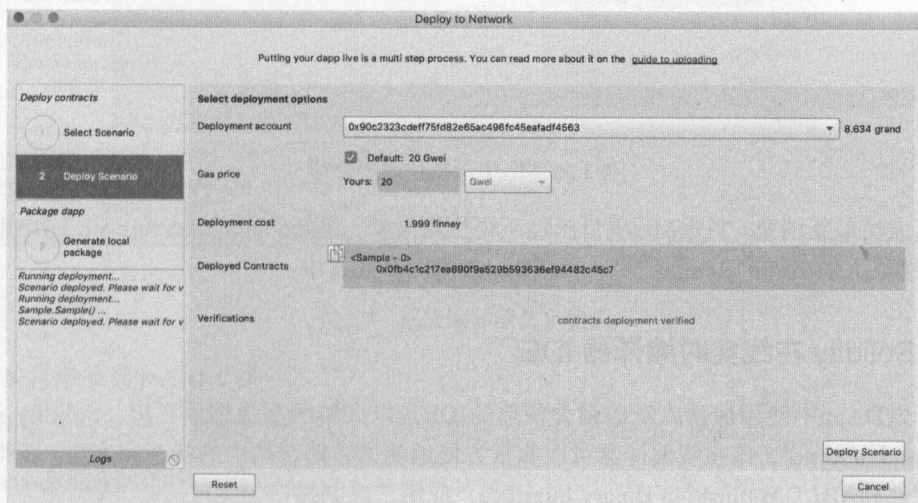 Deploy to Network
Putting your dapp live is a multi step process. You can read more about it on the guide to uploading
Deploy contracts
Select Scenario
2 Deploy Scenario
Package dapp
Generate local
package
Running deployment...
Scenario deployed. Please wait for v
Running deployment...
Sample.Sample() ...
Scenario deployed. Please wait for v
Logs
Select deployment options
Deployment account
0x90c2323cdeff75fd82e65ac496fc45eafadf4563
8.634 grand
Gas price
Default: 20 Gwei
Yours: 20 Gwei
Deployment cost
1.999 finney
Deployed Contracts
<Sample - 0>
0x0fb4c1c217ea890f9a529b593636ef94482c45c7
Verifications
contracts deployment verified
Deploy Scenario
Reset
Cancel